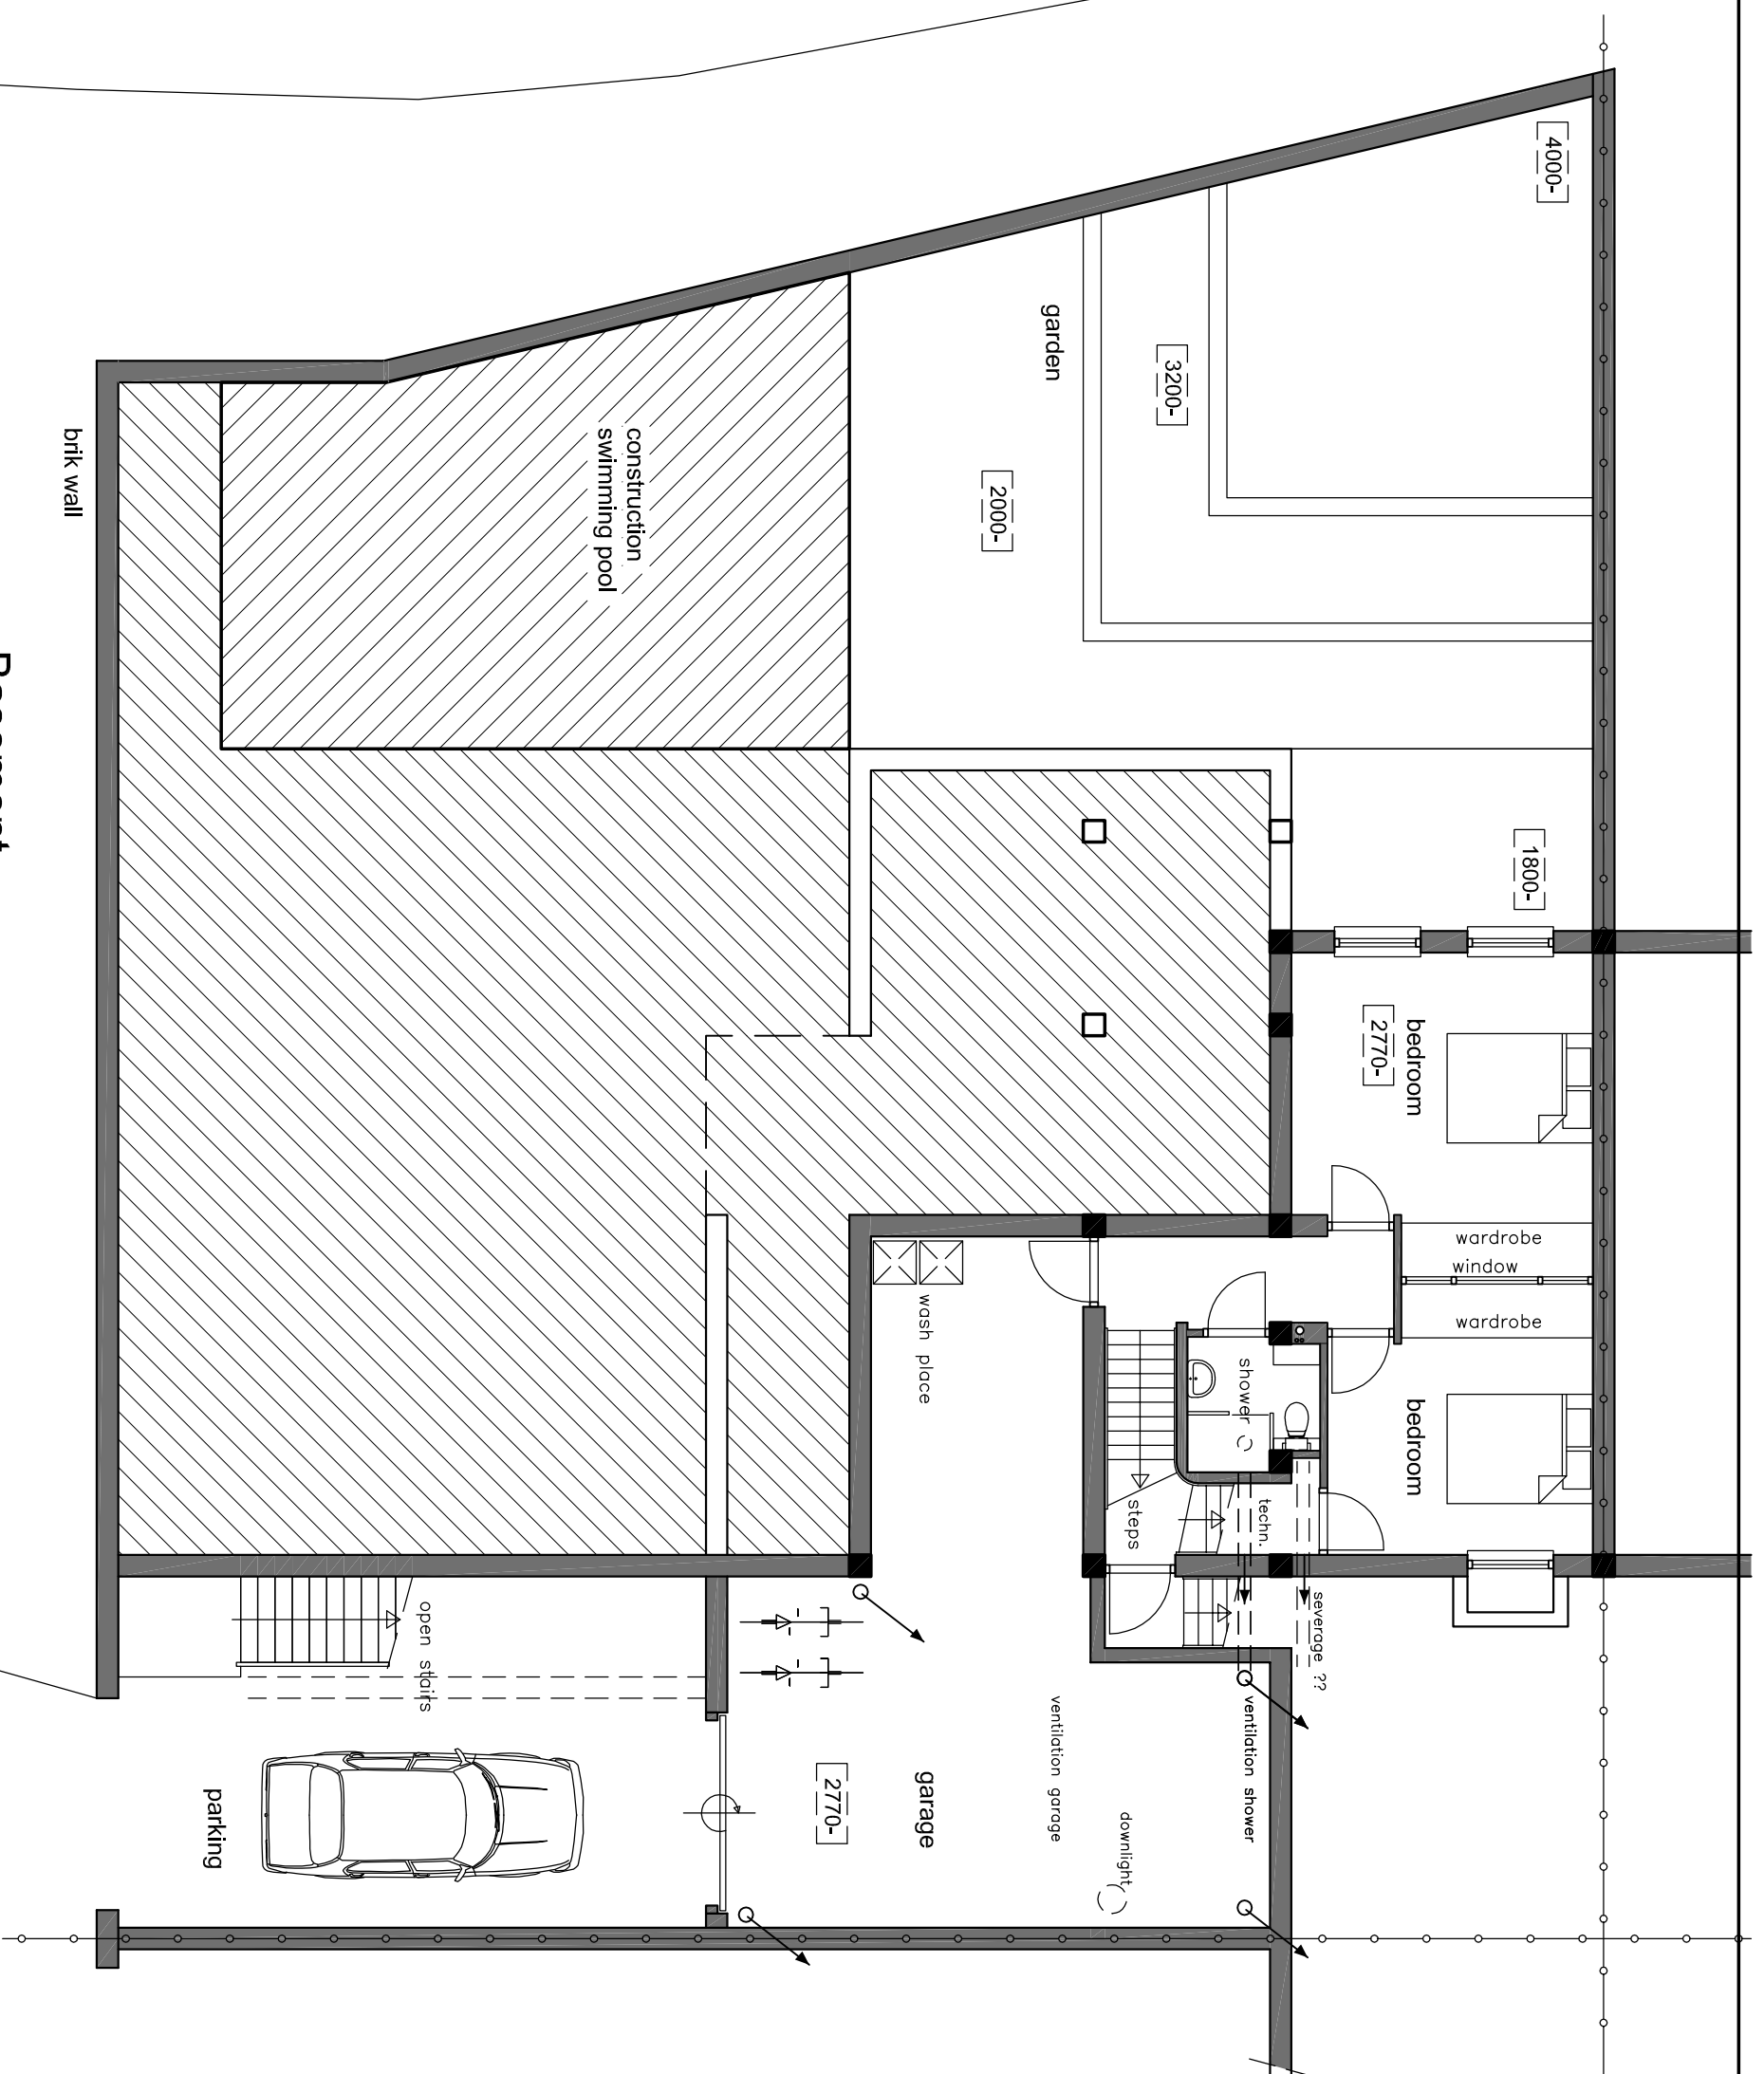 4000-
3200-
garden
2000-
1800-
construction
swimming pool
brik wall
Basement
bedroom
2770-
wardrobe
window
wardrobe
bedroom
shower
wash place
steps
techn.
severage ??
open stairs
ventilation shower
ventilation garage
downlight
garage
2770-
parking